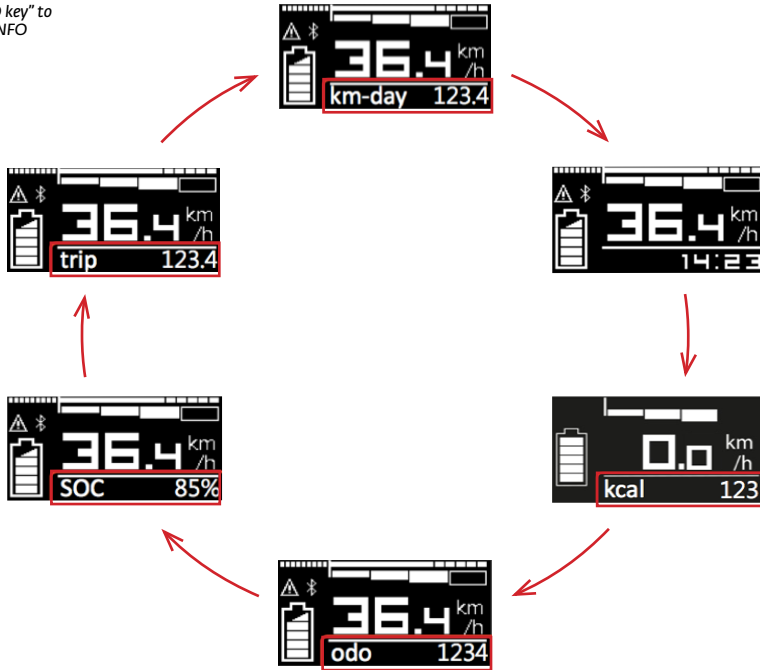 key" to
INFO
36.4 km
/h
km-day 123.4
36.4 km
/h
trip 123.4
36.4 km
/h
14:23
36.4 km
/h
SOC 85%
0.0 km
/h
kcal 123
36.4 km
/h
odo 1234